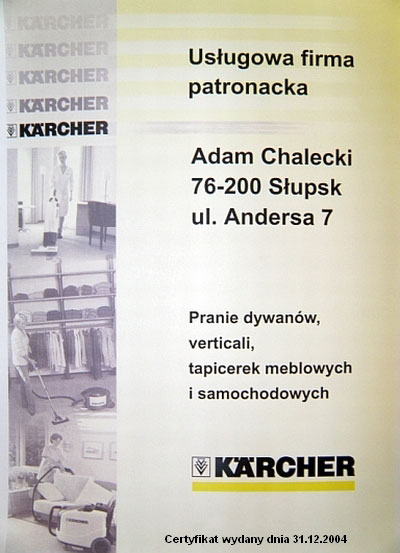 KÄRCHER
KÄRCHER
KÄRCHER
KÄRCHER
KÄRCHER
Usługowa firma
patronacka
Adam Chalecki
76-200 Słupsk
ul. Andersa 7
Pranie dywanów,
verticali,
tapicerek meblowych
i samochodowych
KÄRCHER
Certyfikat wydany dnia 31.12.2004